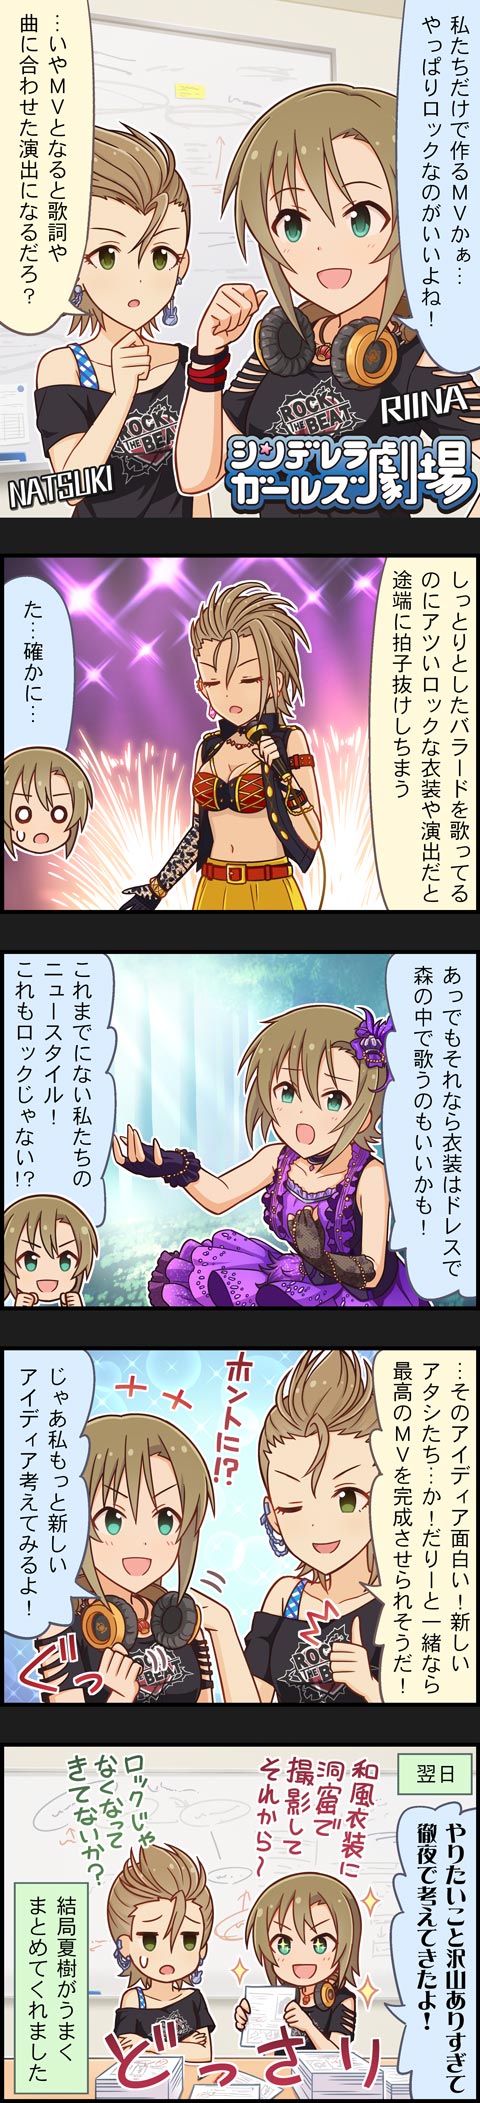 私たちだけで作るMVかぁ…
やっぱりロックなのがいいよね！
…いやMVとなると歌詞や
曲に合わせた演出になるだろ？
ROCK
THE BEAT
ROCK
THE BEAT
RIINA
NATSUKI
シンデレラ
ガールズ劇場
しっとりとしたバラードを歌ってる
のにアツいロックな衣装や演出だと
途端に拍子抜けしちまう
た…確かに…
あっでもそれなら衣装はドレスで
森の中で歌うのもいいかも！
これまでにない私たちの
ニュースタイル！
これもロックじゃない!?
…そのアイディア面白い！新しい
アタシたち…か！だりーと一緒なら
最高のMVを完成させられそうだ！
ホントに!?
じゃあ私もっと新しい
アイディア考えてみるよ！
ぐっ
ROCK
THE BEAT
ROCK
THE BEAT
翌日
やりたいこと沢山ありすぎて
徹夜で考えてきたよ！
和風衣装に
洞窟で
撮影して
それから～
ロックじゃ
なくなって
きてないか？
どっさり
結局夏樹がうまく
まとめてくれました